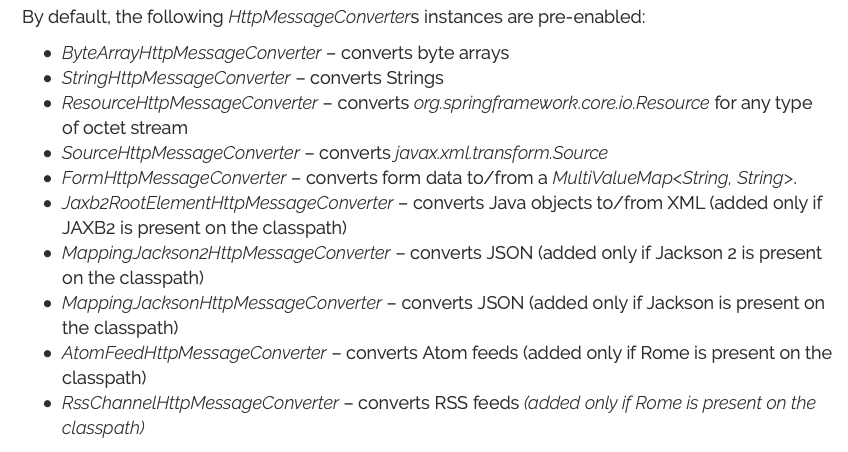 By default, the following HttpMessageConverters instances are pre-enabled:
• ByteArrayHttpMessageConverter – converts byte arrays
• StringHttpMessageConverter – converts Strings
• ResourceHttpMessageConverter – converts org.springframework.core.io.Resource for any type
of octet stream
• SourceHttpMessageConverter – converts javax.xml.transform.Source
• FormHttpMessageConverter – converts form data to/from a MultiValueMap<String, String>.
• Jaxb2RootElementHttpMessageConverter – converts Java objects to/from XML (added only if
JAXB2 is present on the classpath)
• MappingJackson2HttpMessageConverter – converts JSON (added only if Jackson 2 is present
on the classpath)
• MappingJacksonHttpMessageConverter – converts JSON (added only if Jackson is present on
the classpath)
• AtomFeedHttpMessageConverter – converts Atom feeds (added only if Rome is present on the
classpath)
• RssChannelHttpMessageConverter – converts RSS feeds (added only if Rome is present on the
classpath)